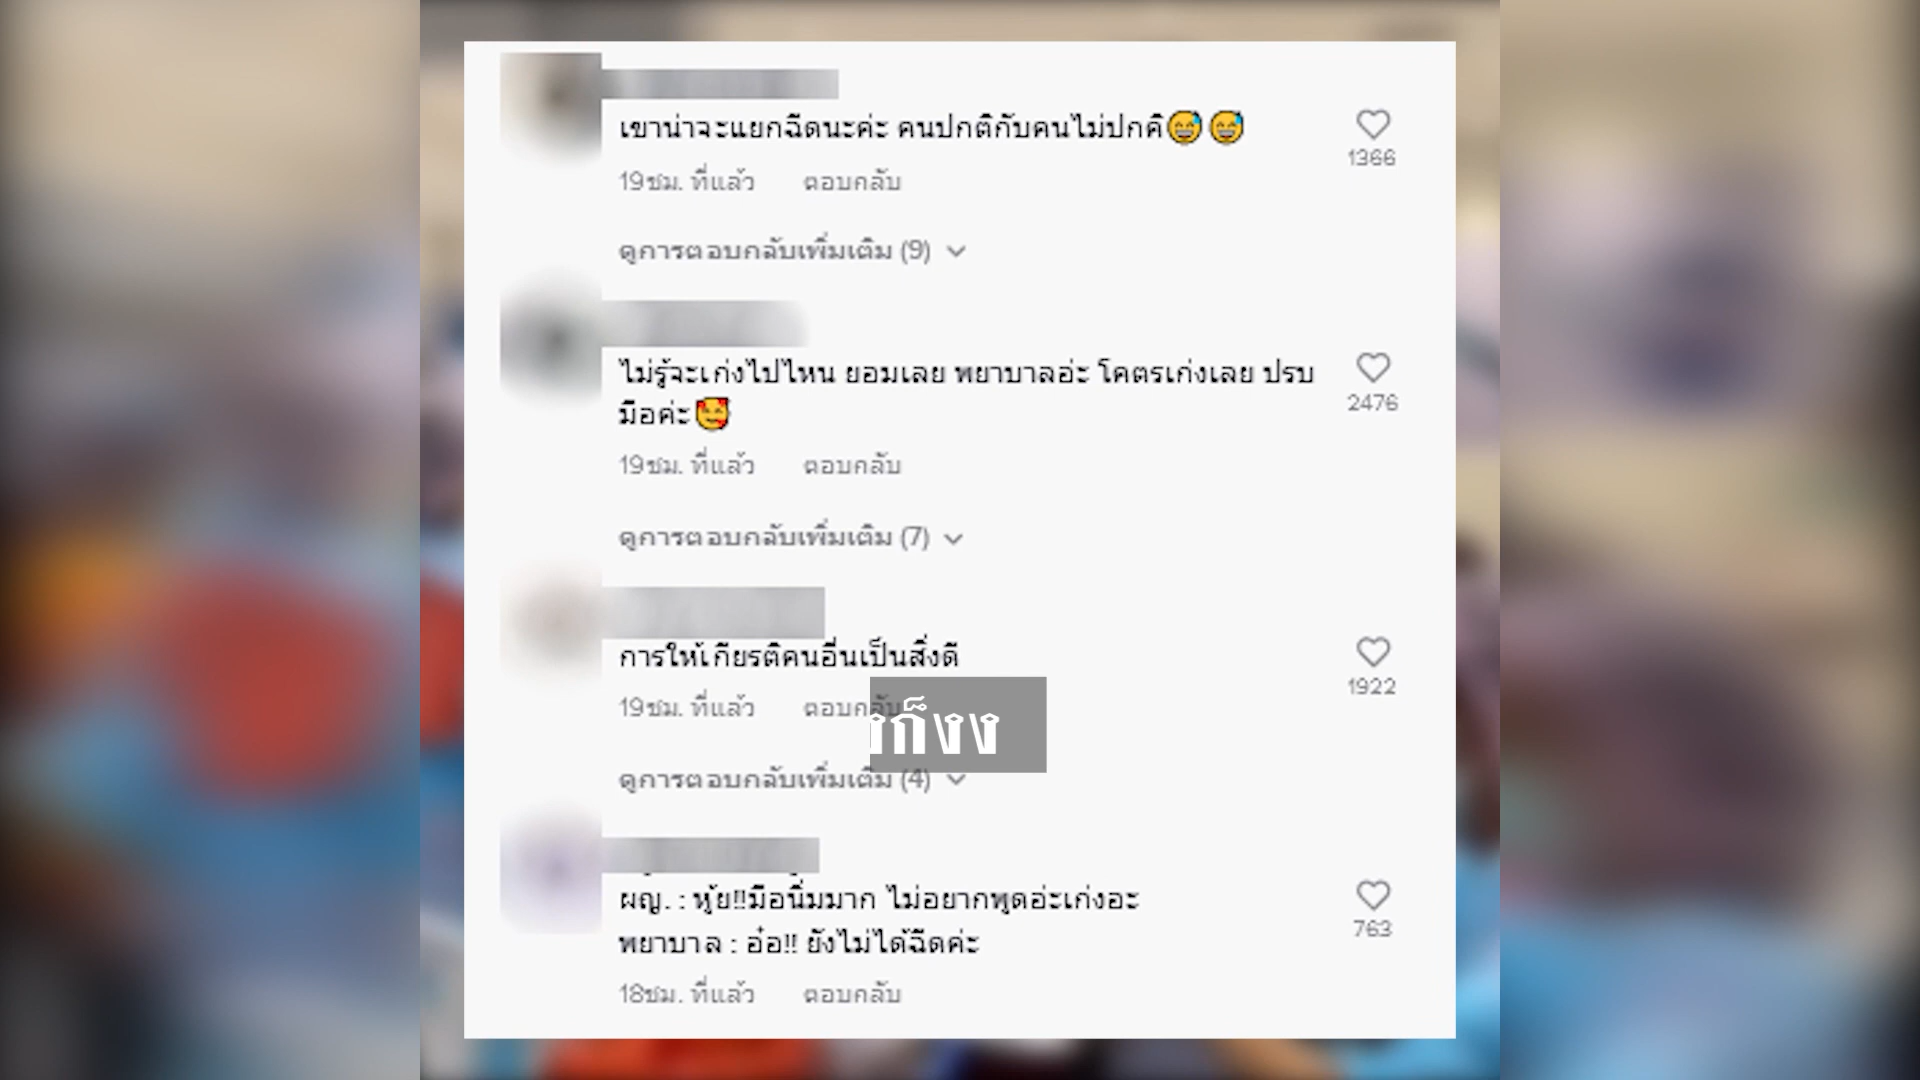 เขาน่าจะแยกฉีดนะค่ะ คนปกติกับคนไม่ปกคิ😅😅
1366
19ชม. ที่แล้ว ตอบกลับ
ดูการตอบกลับเพิ่มเติม (9)
ไม่รู้จะเก่งไปไหน ยอมเลย พยาบาลอ่ะ โคตรเก่งเลย ปรบ
มือค่ะ🥰
2476
19ชม. ที่แล้ว ตอบกลับ
ดูการตอบกลับเพิ่มเติม (7)
การให้เกียรติคนอื่นเป็นสิ่งดี
1922
19ชม. ที่แล้ว ตอบกลับ
ก็งง
ดูการตอบกลับเพิ่มเติม (4)
ผญ. : หุ้ย!!มือนิ่มมาก ไม่อยากพูดอ่ะเก่งอะ
พยาบาล : อ๋อ!! ยังไม่ได้ฉีดค่ะ
763
18ชม. ที่แล้ว ตอบกลับ